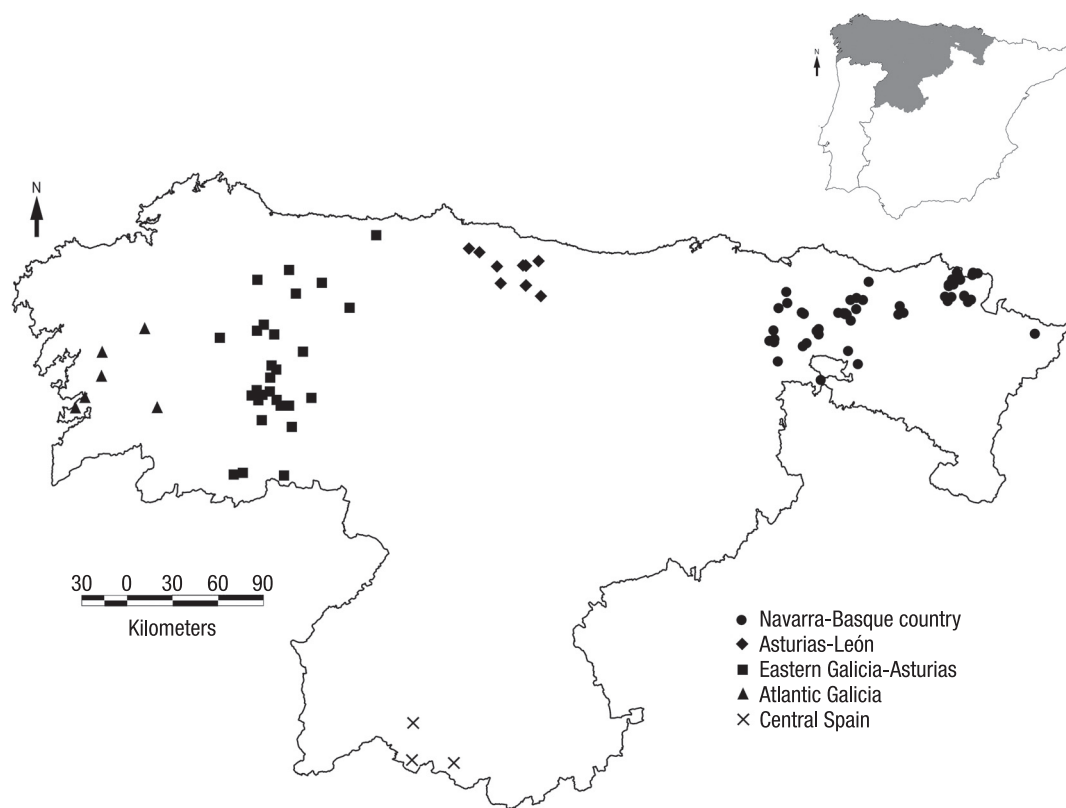 N
N
30 0 30 60 90
Kilometers
Navarra-Basque country
Asturias-León
Eastern Galicia-Asturias
Atlantic Galicia
Central Spain